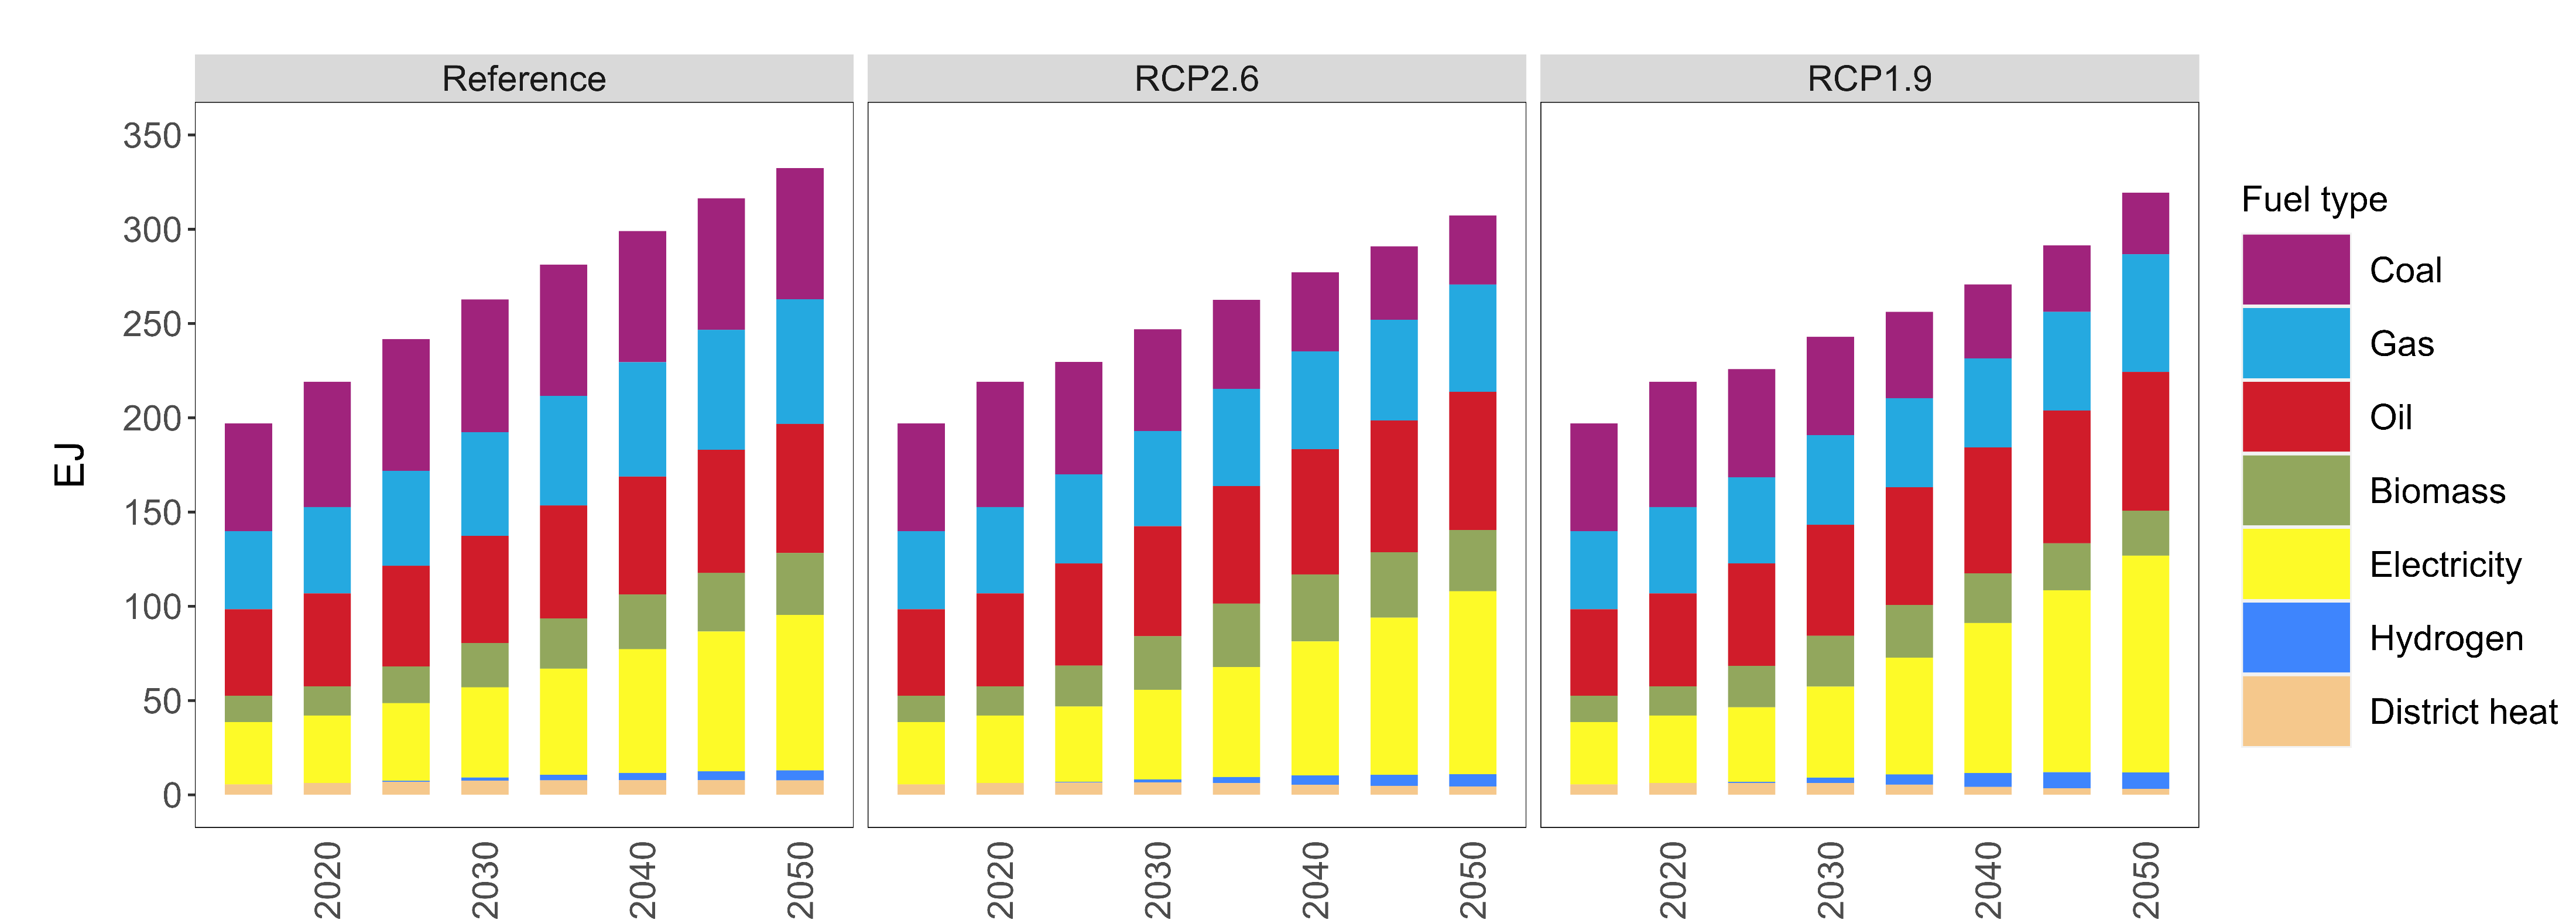 Reference
RCP2.6
RCP1.9
350
300
250
200
150
100
50
0
EJ
2020
2030
2040
2050
2020
2030
2040
2050
2020
2030
2040
2050
Fuel type
Coal
Gas
Oil
Biomass
Electricity
Hydrogen
District heat